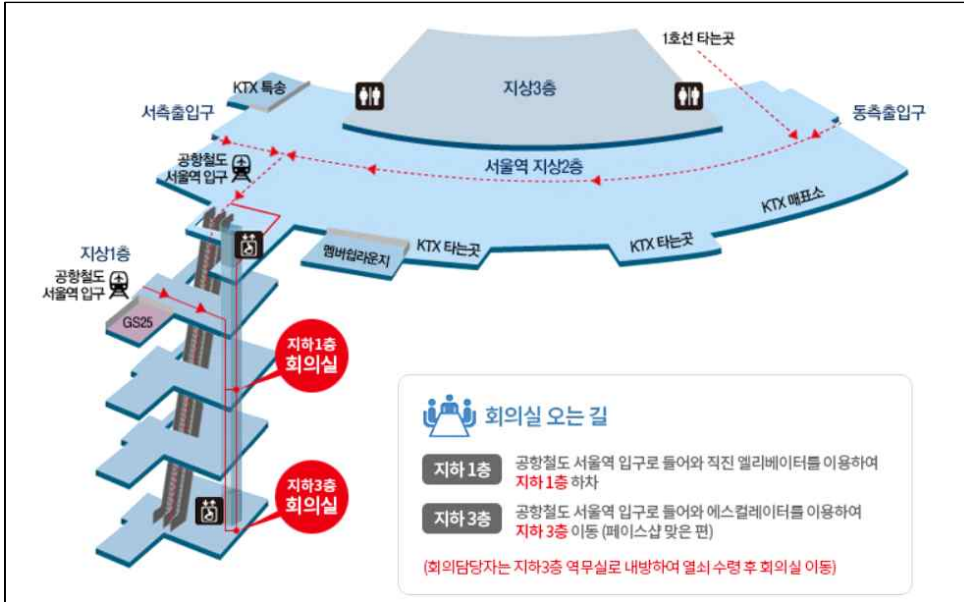 1호선 타는곳
KTX 특송
지상3층
서측출입구
동측출입구
공항철도
서울역 입구
서울역 지상2층
KTX 매표소
KTX 타는곳
KTX 타는곳
멤버쉽라운지
지상1층
공항철도
서울역 입구
GS25
지하1층
회의실
지하3층
회의실
회의실 오는 길
지하 1층
공항철도 서울역 입구로 들어와 직진 엘리베이터를 이용하여
지하 1층 하차
지하 3층
공항철도 서울역 입구로 들어와 에스컬레이터를 이용하여
지하 3층 이동 (페이스샵 맞은 편)
(회의담당자는 지하3층 역무실로 내방하여 열쇠 수령 후 회의실 이동)